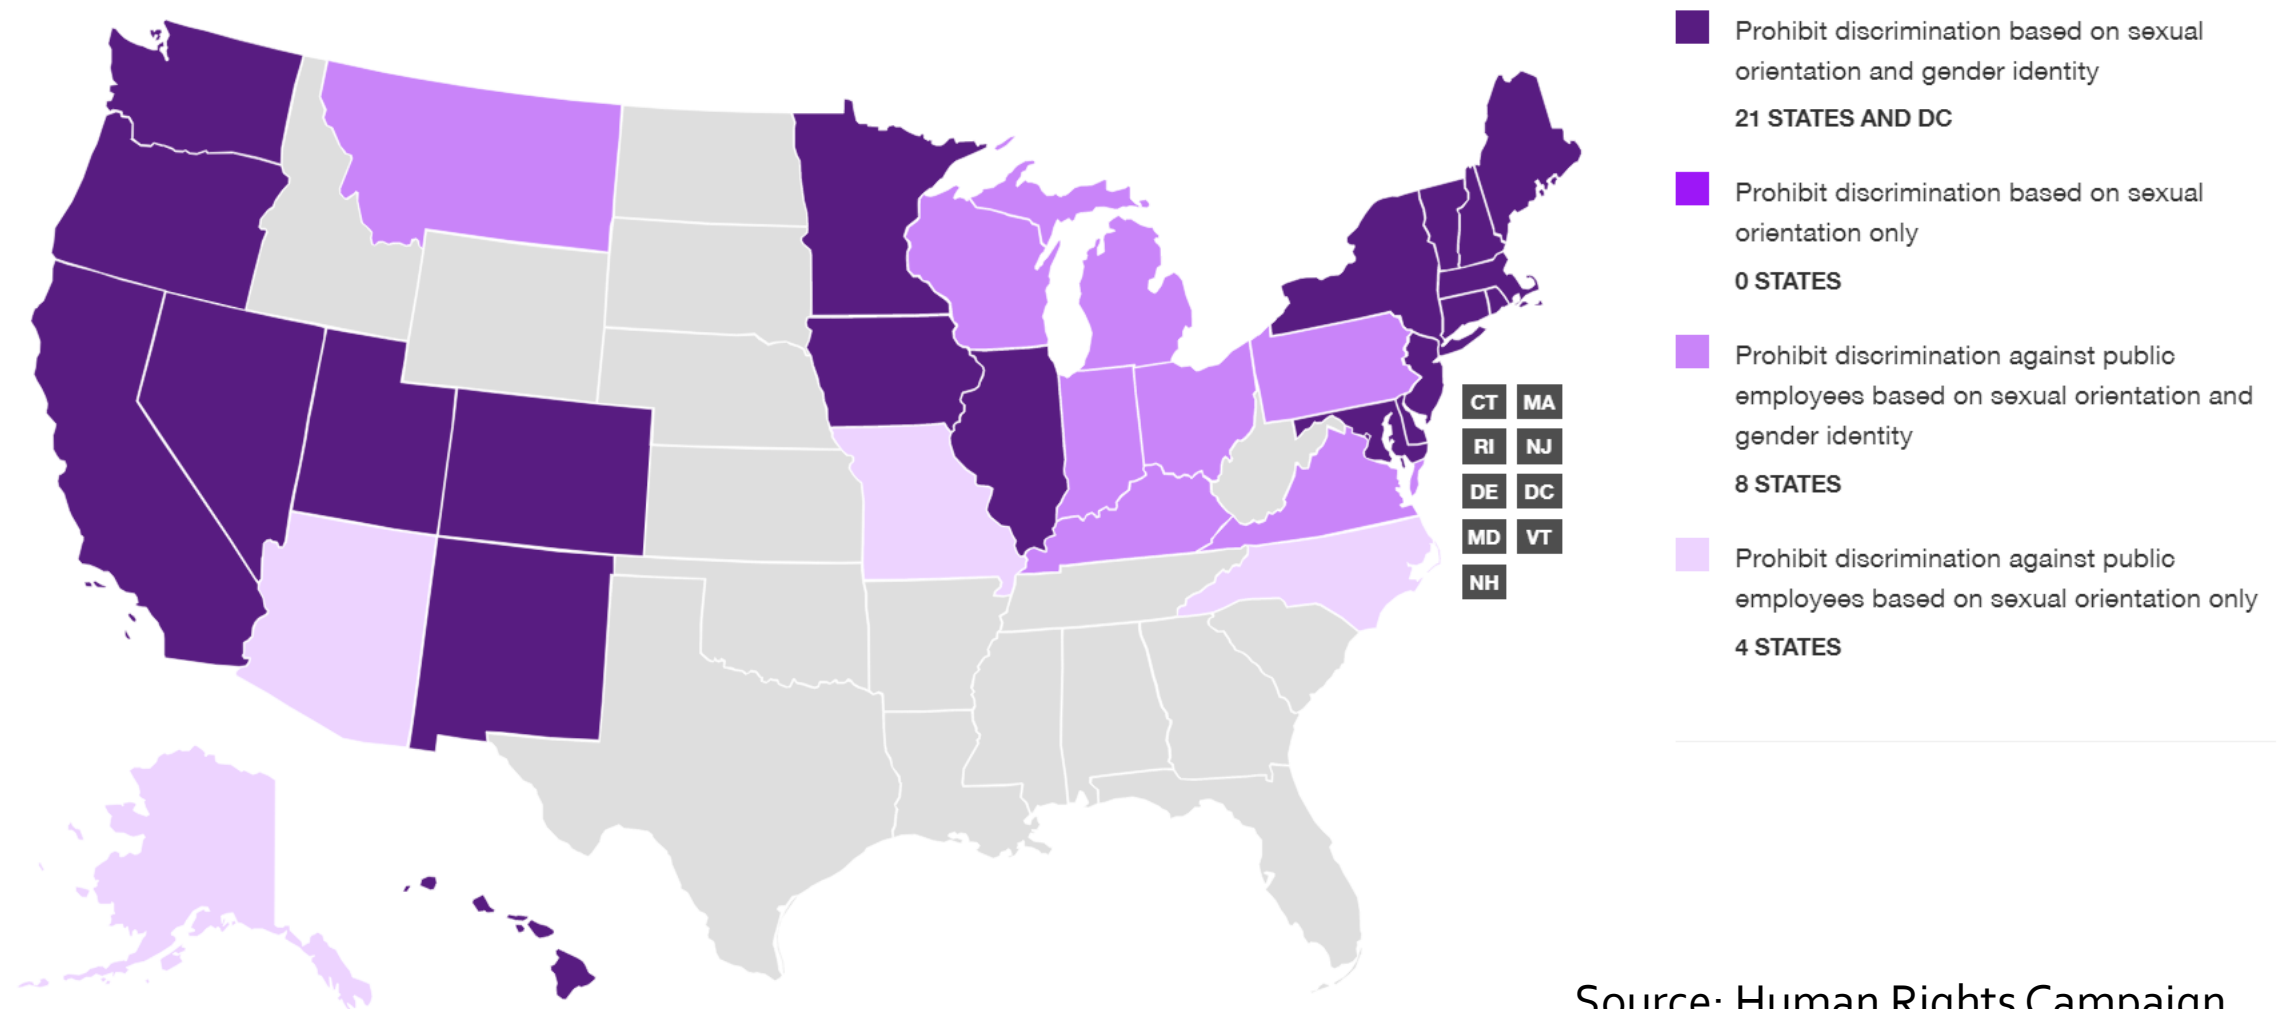 Prohibit discrimination based on sexual
orientation and gender identity
21 STATES AND DC
Prohibit discrimination based on sexual
orientation only
0 STATES
Prohibit discrimination against public
employees based on sexual orientation and
gender identity
8 STATES
Prohibit discrimination against public
employees based on sexual orientation only
4 STATES
CT MA
RI NJ
DE DC
MD VT
NH
Source: Human Rights Campaign